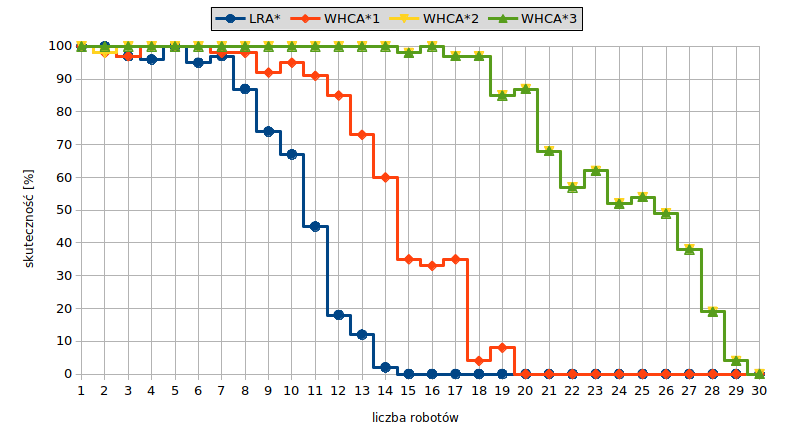 LRA* WHCA*1 WHCA*2 WHCA*3
100
90
80
70
60
50
40
30
20
10
0
skuteczność [%]
1 2 3 4 5 6 7 8 9 10 11 12 13 14 15 16 17 18 19 20 21 22 23 24 25 26 27 28 29 30
liczba robotów